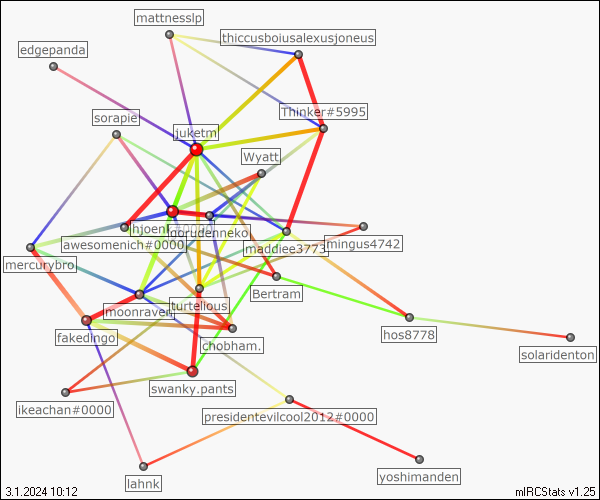 mattnesslp
thiccusboiusalexusjoneus
edgepanda
Thinker#5995
sorapie
juketm
Wyatt
awesomenich#0000
norudenneko
maddiee3773
mingus4742
mercurybro
Bertram
moonraven
turtelious
hos8778
fakedIngo
chobham.
solaridenton
swanky.pants
ikeachan#0000
presidentevilcool2012#0000
lahnk
yoshimanden
3.1.2024 10:12
mIRCStats v1.25